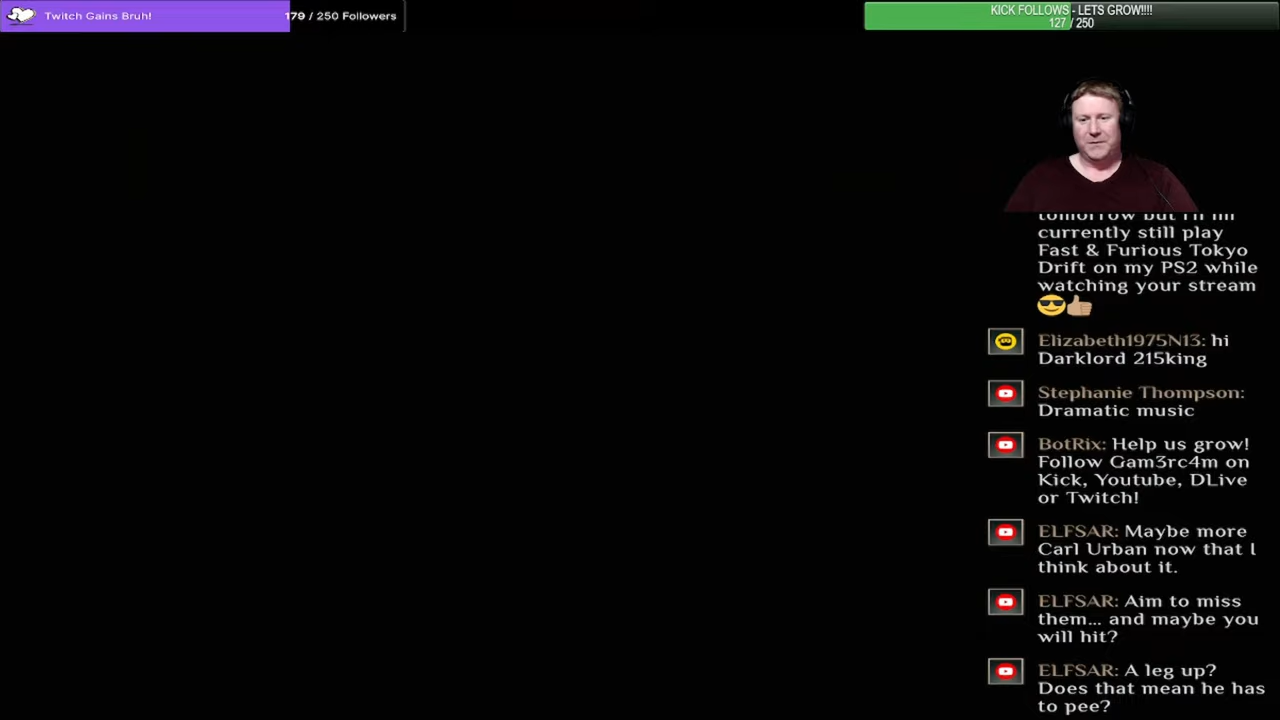 Twitch Gains Bruh!
179 / 250 Followers
KICK FOLLOWS - LETS GROW!!!!
127 / 250
tomorrow but I'll
currently still play
Fast & Furious Tokyo
Drift on my PS2 while
watching your stream
😎👍🏽
Elizabeth1975N13: hi
Darklord 215king
Stephanie Thompson:
Dramatic music
BotRix: Help us grow!
Follow Gam3rc4m on
Kick, Youtube, DLive
or Twitch!
ELFSAR: Maybe more
Carl Urban now that l
think about it.
ELFSAR: Aim to miss
them... and maybe you
will hit?
ELFSAR: A leg up?
Does that mean he has
to pee?